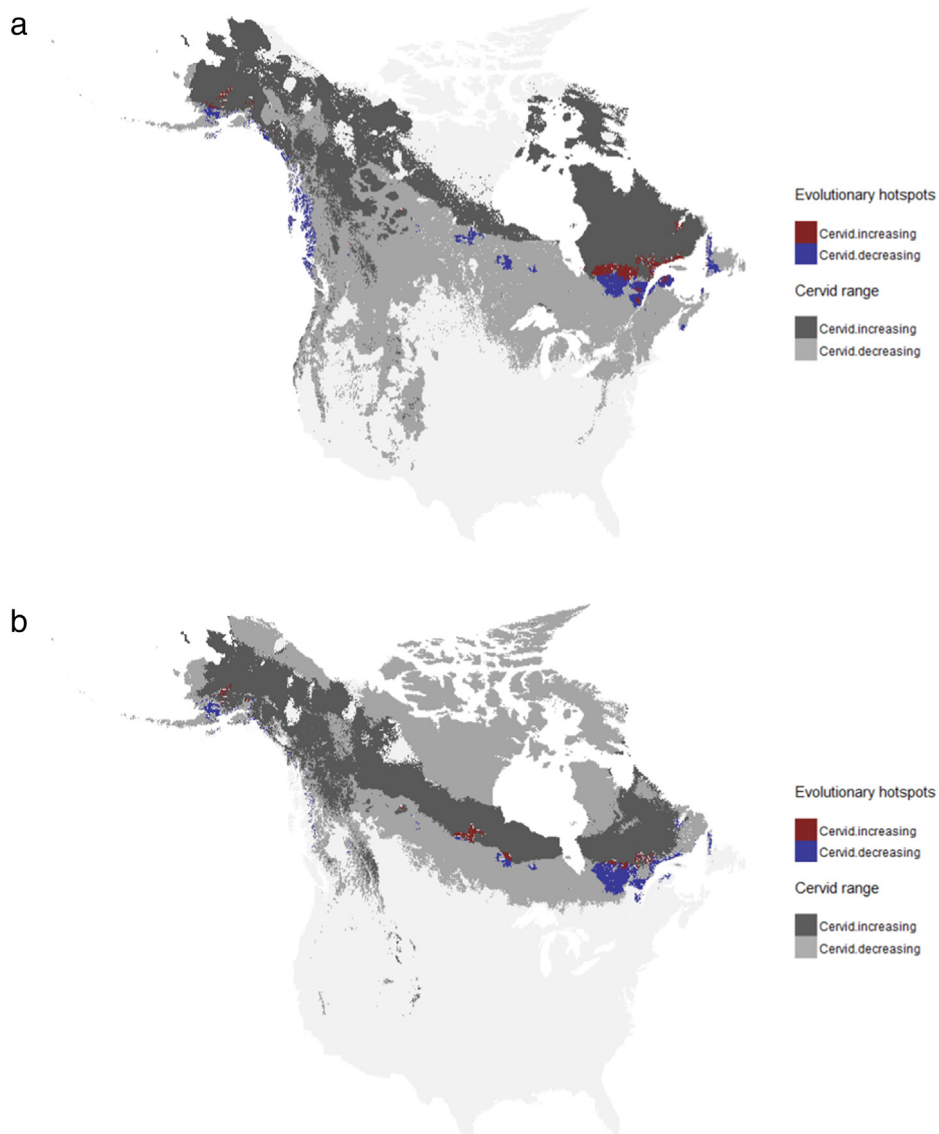 a
Evolutionary hotspots
Cervid.increasing
Cervid.decreasing
Cervid range
Cervid.increasing
Cervid.decreasing
b
Evolutionary hotspots
Cervid.increasing
Cervid.decreasing
Cervid range
Cervid.increasing
Cervid.decreasing